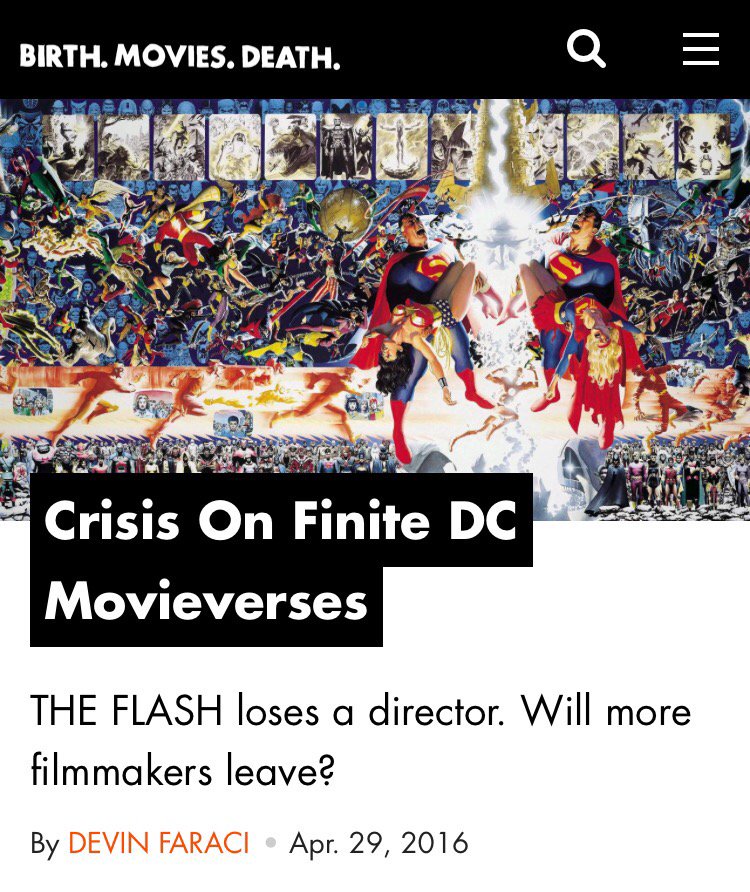 BIRTH. MOVIES. DEATH.
Crisis On Finite DC
Movieverses
THE FLASH loses a director. Will more
filmmakers leave?
By DEVIN FARACI • Apr. 29, 2016